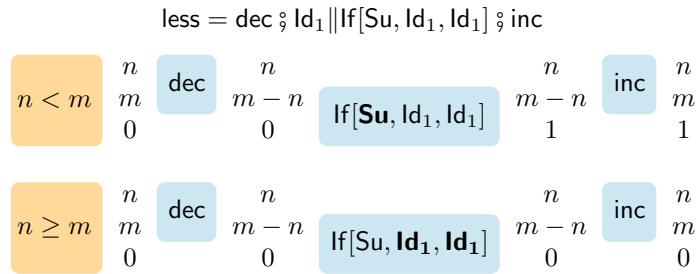 less = dec ⨟ Id₁‖If[Su, Id₁, Id₁] ⨟ inc
n n n n
n < m m dec m − n m − n inc m
0 0 If[Su, Id₁, Id₁] 1 1
n n n n
n ≥ m m dec m − n m − n inc m
0 0 If[Su, Id₁, Id₁] 0 0